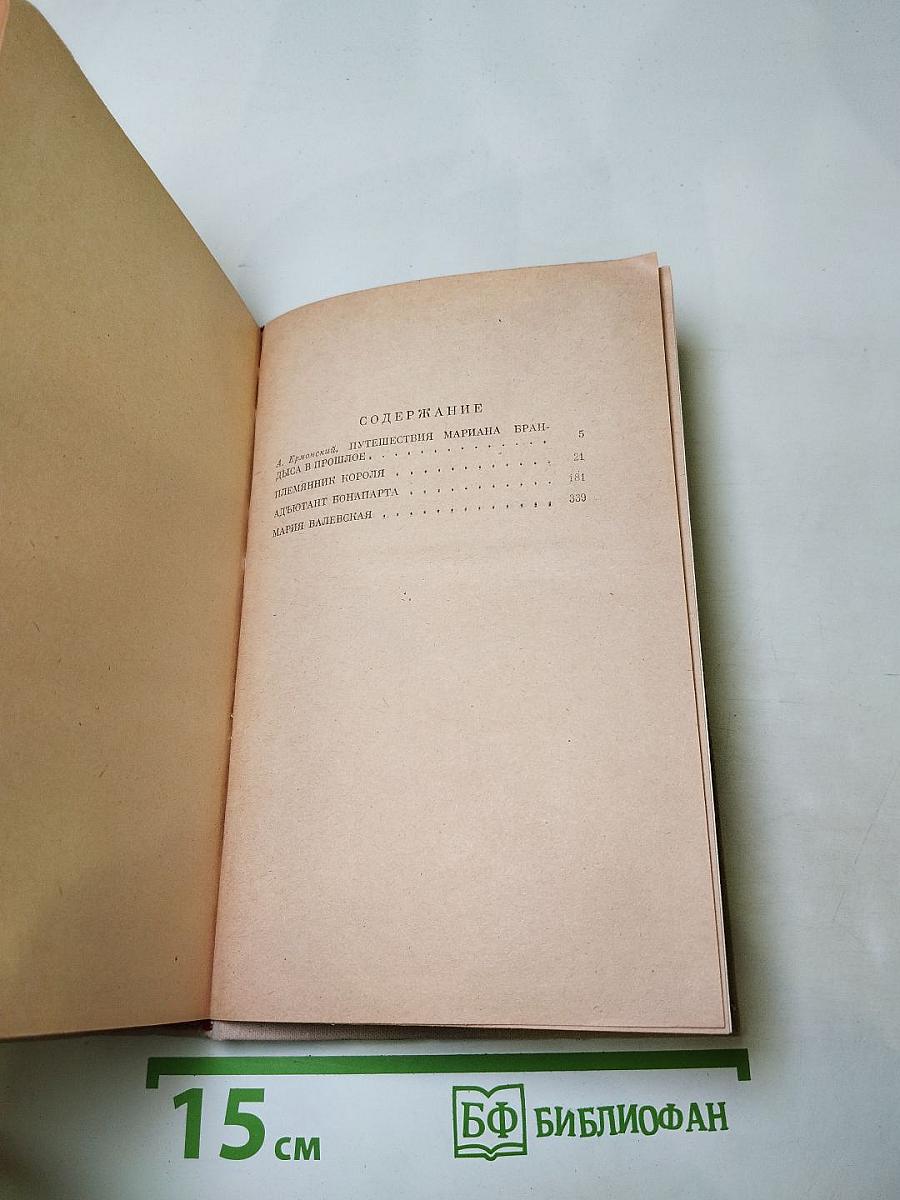 СОДЕРЖАНИЕ
А. Ермонский. ПУТЕШЕСТВИЯ МАРИАНА БРАН-
ДЫСА В ПРОШЛОЕ . . . . . . . . . . . . 5
ПЛЕМЯННИК КОРОЛЯ . . . . . . . . . . . . 21
АДЪЮТАНТ БОНАПАРТА . . . . . . . . . . . . 181
МАРИЯ ВАЛЕВСКАЯ . . . . . . . . . . . . 339
15 см
БФ БИБЛИОФАН